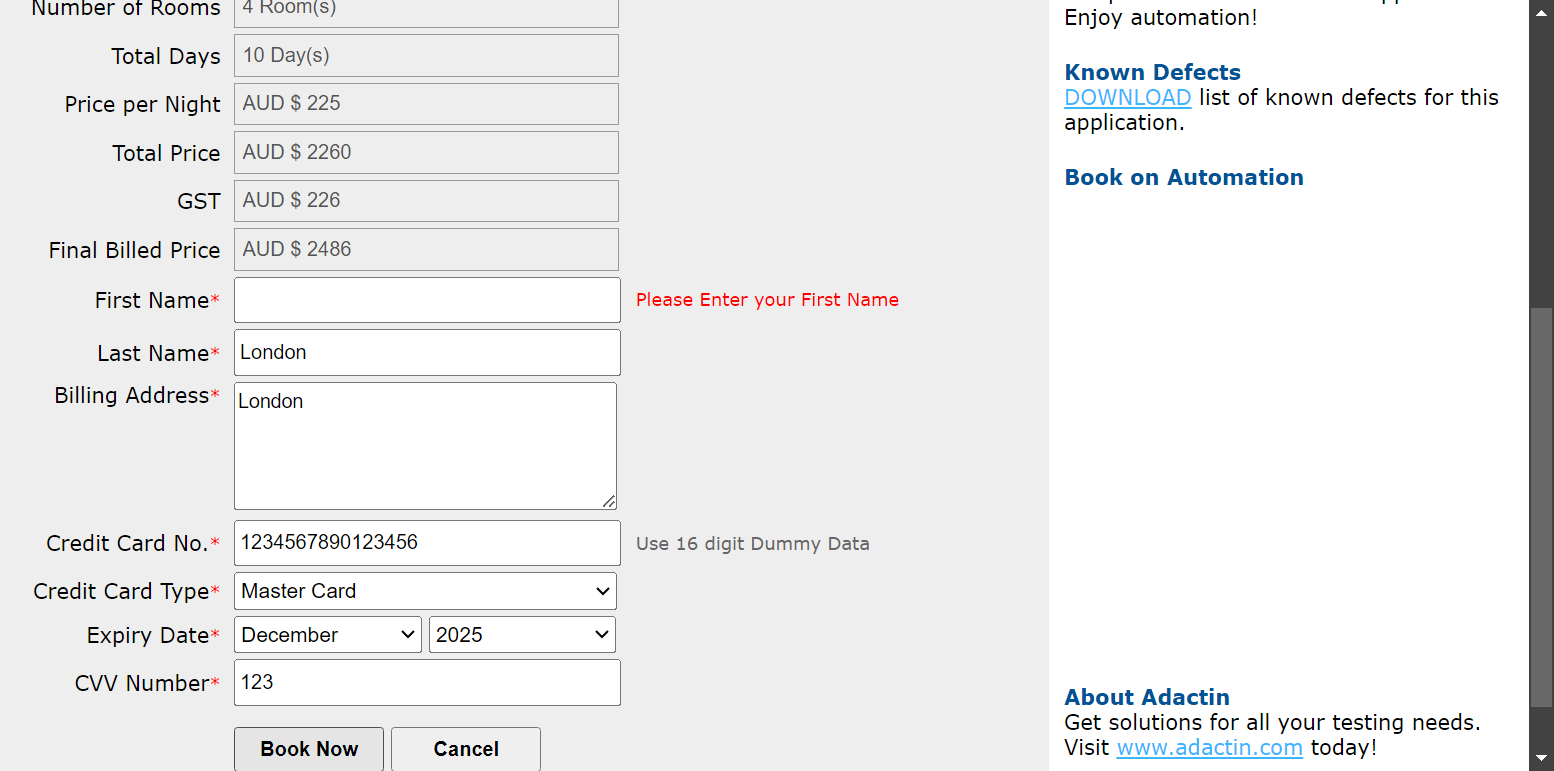 Number of Rooms 4 Room(s)
Total Days 10 Day(s)
Price per Night AUD $ 225
Total Price AUD $ 2260
GST AUD $ 226
Final Billed Price AUD $ 2486
First Name* Please Enter your First Name
Last Name* London
Billing Address* London
Credit Card No.* 1234567890123456 Use 16 digit Dummy Data
Credit Card Type* Master Card
Expiry Date* December 2025
CVV Number* 123
Book Now Cancel
Enjoy automation!
Known Defects
DOWNLOAD list of known defects for this
application.
Book on Automation
About Adactin
Get solutions for all your testing needs.
Visit www.adactin.com today!